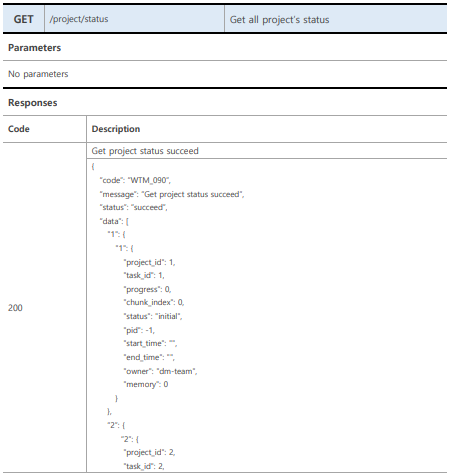 GET /project/status Get all project's status
Parameters
No parameters
Responses
Code Description
Get project status succeed
{
"code": "WTM_090",
"message": "Get project status succeed",
"status": "succeed",
"data": [
"1": {
"1": {
"project_id": 1,
"task_id": 1,
"progress": 0,
"chunk_index": 0,
200
"status": "initial",
"pid": -1,
"start_time": "",
"end_time": "",
"owner": "dm-team",
"memory": 0
}
},
"2": {
"2": {
"project_id": 2,
"task_id": 2,